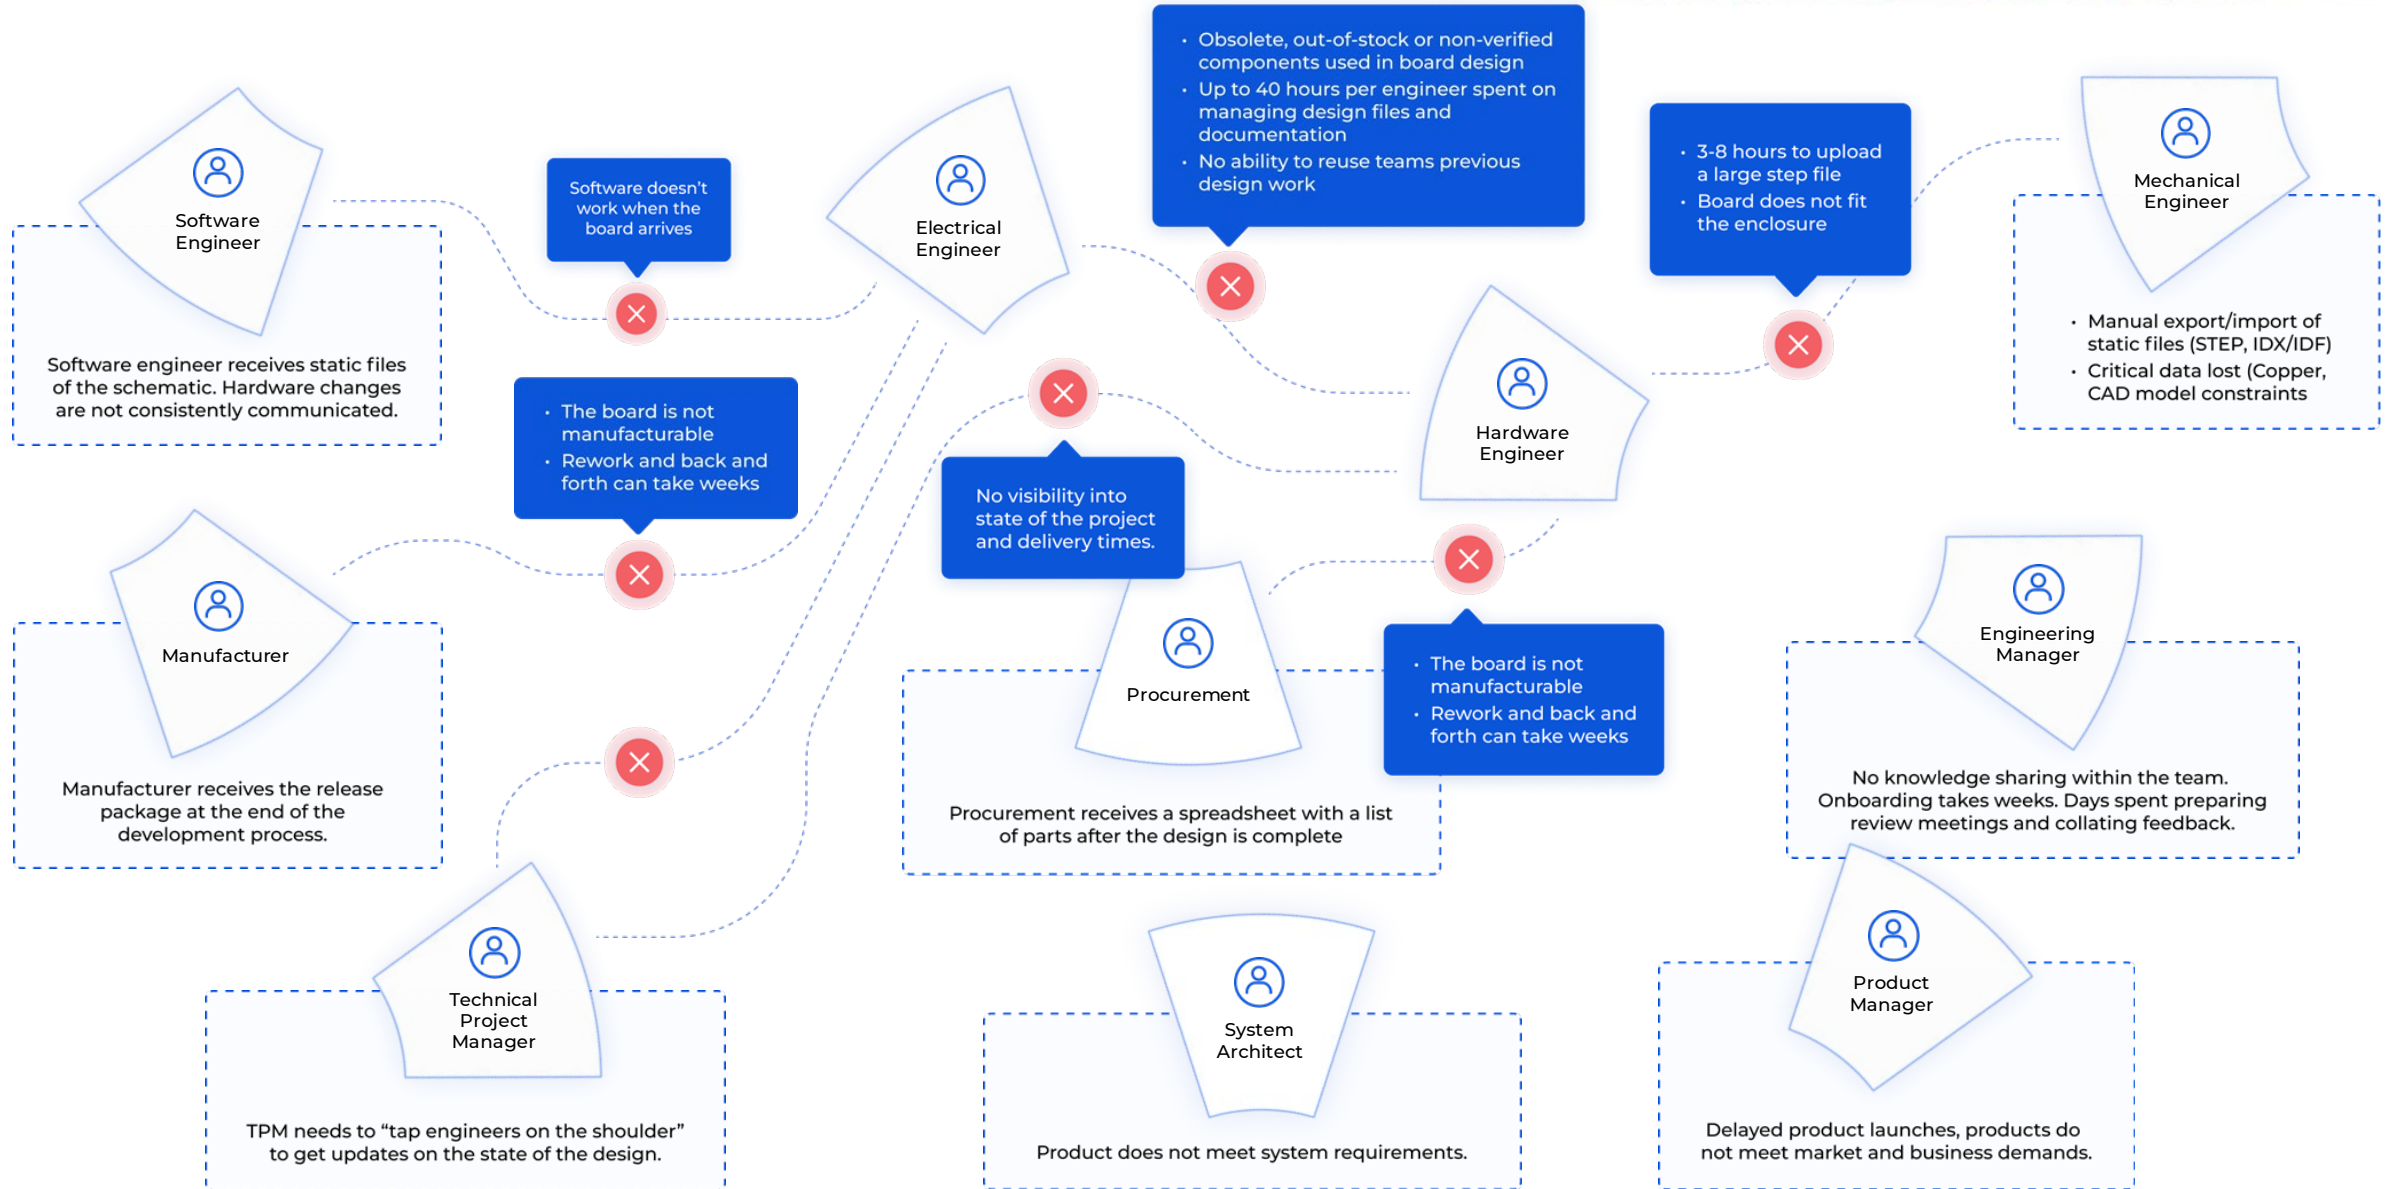 Software
Engineer
Software engineer receives static files
of the schematic. Hardware changes
are not consistently communicated.
Software doesn't
work when the
board arrives
Electrical
Engineer
• Obsolete, out-of-stock or non-verified
components used in board design
• Up to 40 hours per engineer spent on
managing design files and
documentation
• No ability to reuse teams previous
design work
• 3-8 hours to upload
a large step file
• Board does not fit
the enclosure
Mechanical
Engineer
• Manual export/import of
static files (STEP, IDX/IDF)
• Critical data lost (Copper,
CAD model constraints
• The board is not
manufacturable
• Rework and back and
forth can take weeks
Hardware
Engineer
No visibility into
state of the project
and delivery times.
Manufacturer
Manufacturer receives the release
package at the end of the
development process.
Procurement
Procurement receives a spreadsheet with a list
of parts after the design is complete
• The board is not
manufacturable
• Rework and back and
forth can take weeks
Engineering
Manager
No knowledge sharing within the team.
Onboarding takes weeks. Days spent preparing
review meetings and collating feedback.
Technical
Project
Manager
TPM needs to “tap engineers on the shoulder”
to get updates on the state of the design.
System
Architect
Product does not meet system requirements.
Product
Manager
Delayed product launches, products do
not meet market and business demands.